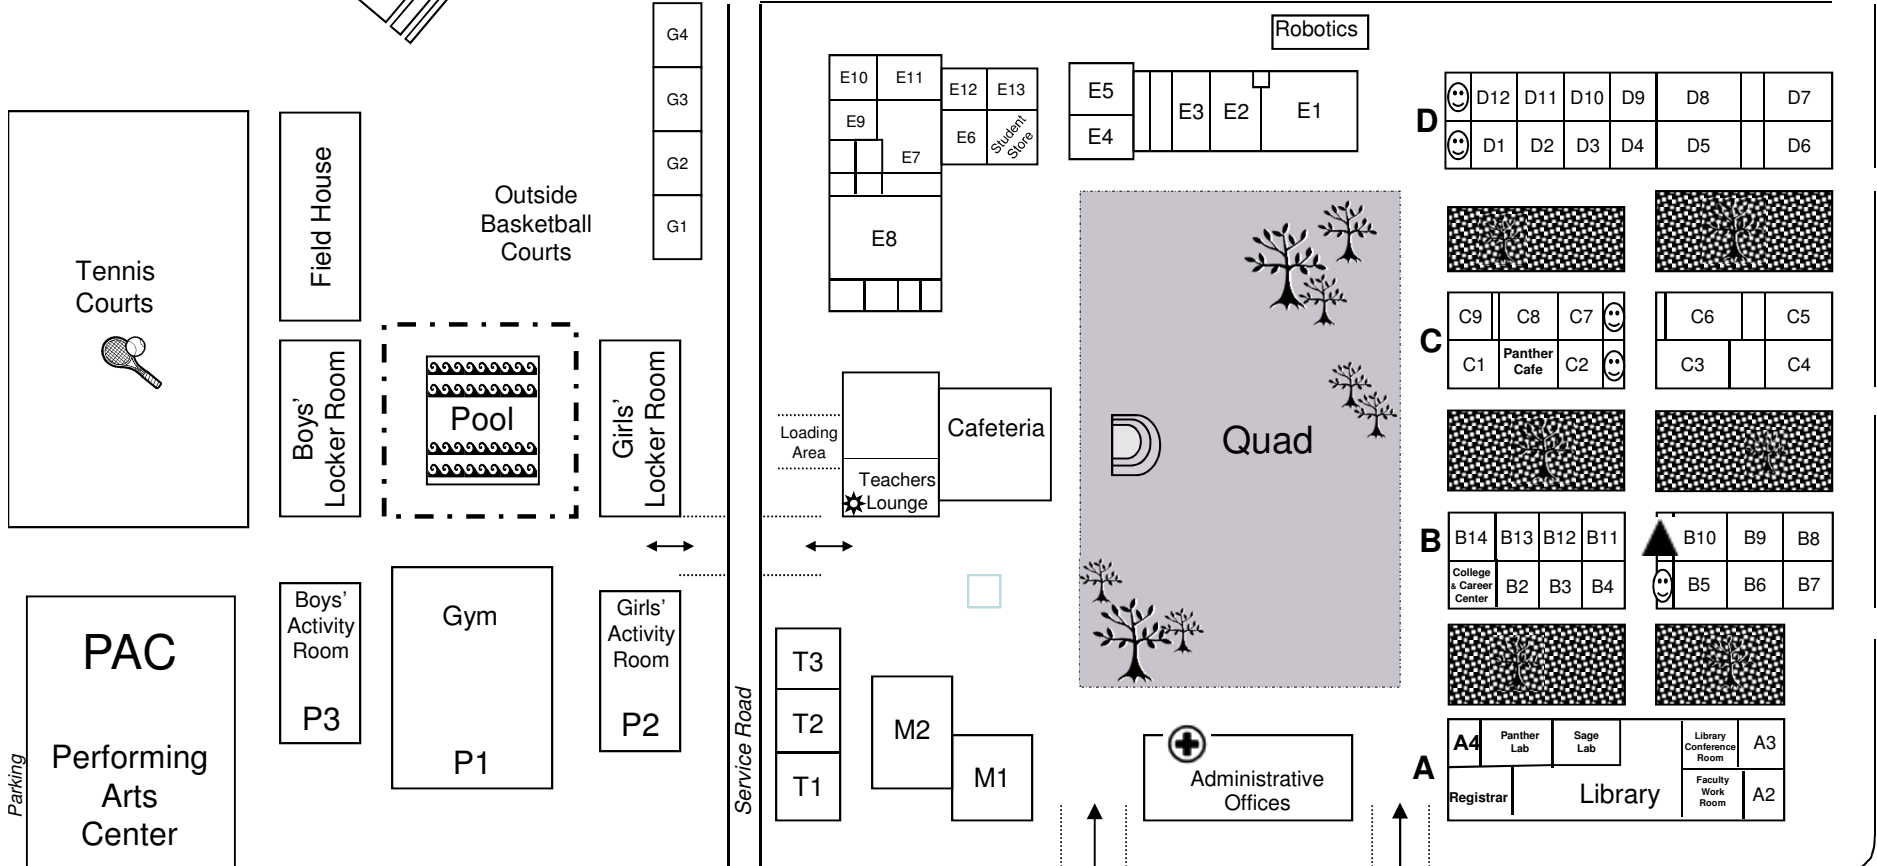 G4
G3
G2
G1
Outside
Basketball
Courts
Tennis
Courts
Field House
Boys'
Locker Room
Pool
Girls'
Locker Room
PAC
Performing
Arts
Center
Parking
Boys'
Activity
Room
P3
Gym
P1
Girls'
Activity
Room
P2
Service Road
Robotics
E10
E11
E12
E13
E9
E7
E6
Student
Store
E8
E5
E4
E3
E2
E1
Loading
Area
Cafeteria
Teachers
Lounge
Quad
T3
T2
T1
M2
M1
Administrative
Offices
D
D12
D11
D10
D9
D8
D7
D1
D2
D3
D4
D5
D6
C
C9
C8
C7
C6
C5
C1
Panther
Cafe
C2
C3
C4
B
B14
B13
B12
B11
B10
B9
B8
College
& Career
Center
B2
B3
B4
B5
B6
B7
A
A4
Panther
Lab
Sage
Lab
Library
Conference
Room
A3
Registrar
Library
Faculty
Work
Room
A2